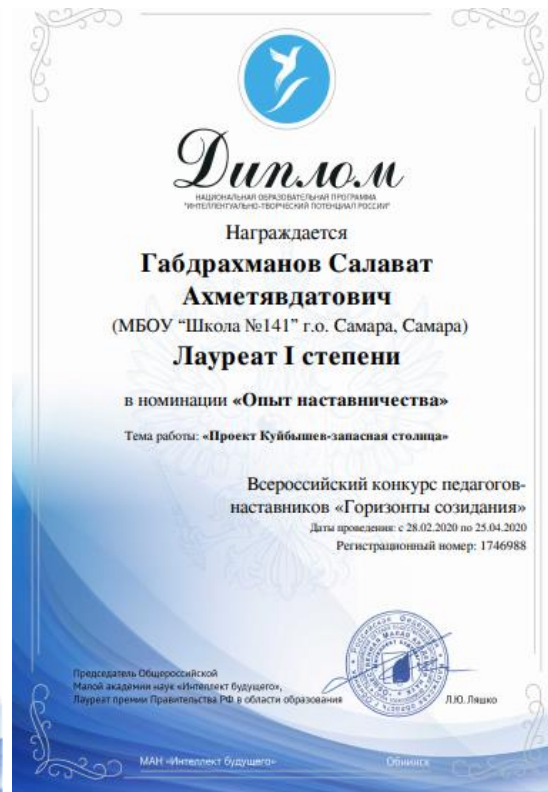 Диплом
НАЦИОНАЛЬНАЯ ОБРАЗОВАТЕЛЬНАЯ ПРОГРАММА
"ИНТЕЛЛЕКТУАЛЬНО-ТВОРЧЕСКИЙ ПОТЕНЦИАЛ РОССИИ"
Награждается
Габдрахманов Салават
Ахметявдатович
(МБОУ "Школа №141" г.о. Самара, Самара)
Лауреат I степени
в номинации «Опыт наставничества»
Тема работы: «Проект Куйбышев-запасная столица»
Всероссийский конкурс педагогов-
наставников «Горизонты созидания»
Даты проведения: с 28.02.2020 по 25.04.2020
Регистрационный номер: 1746988
Председатель Общероссийской
Малой академии наук «Интеллект будущего»,
Лауреат премии Правительства РФ в области образования
Л.Ю. Ляшко
МАН «Интеллект будущего»
Обнинск